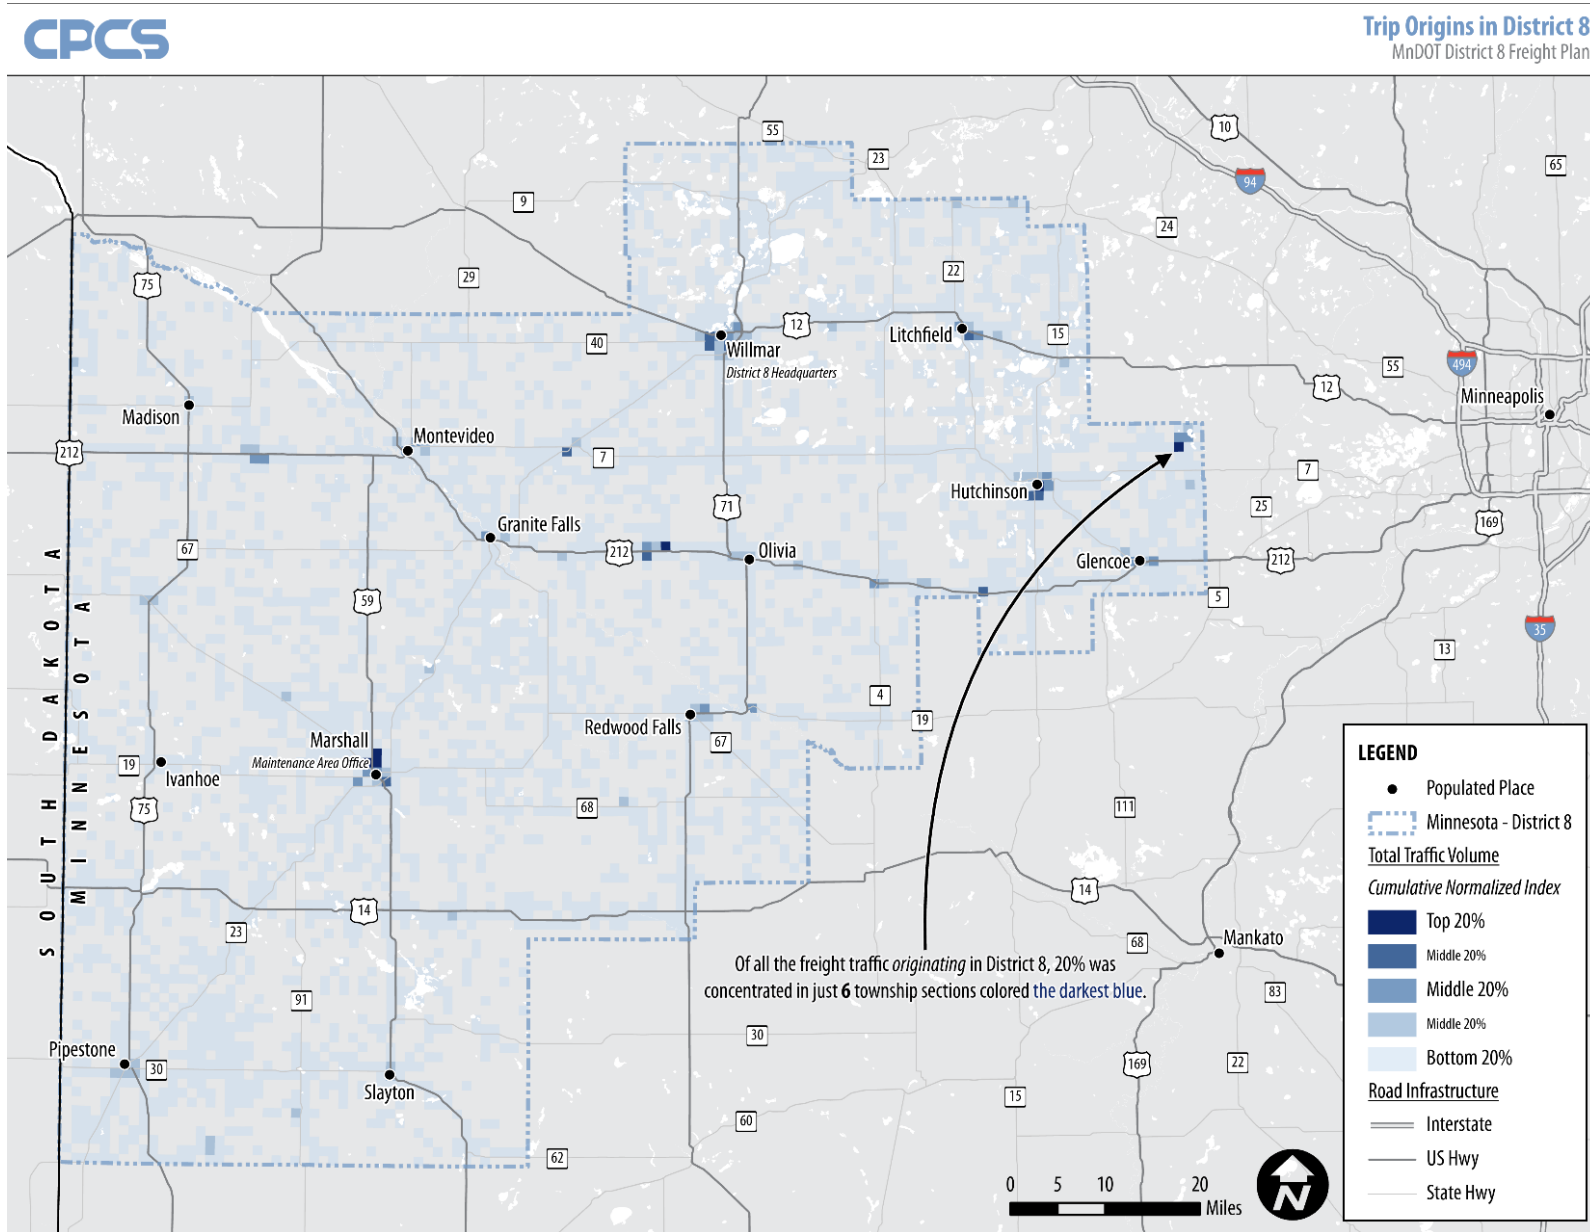 CPCS
Trip Origins in District 8
MnDOT District 8 Freight Plan
55
10
23
65
94
9
24
29
22
75
12
Litchfield
15
40
Willmar
District 8 Headquarters
494
55
12
Minneapolis
Madison
Montevideo
212
7
7
Hutchinson
71
25
169
Granite Falls
67
212
Olivia
Glencoe
212
59
5
35
13
4
19
Redwood Falls
67
Marshall
Maintenance Area Office
19
Ivanhoe
75
68
111
SOUTH DAKOTA
MINNESOTA
14
14
23
68
Mankato
Of all the freight traffic originating in District 8, 20% was
concentrated in just 6 township sections colored the darkest blue.
91
83
30
Pipestone
30
169
22
Slayton
15
60
62
0 5 10 20
Miles
N
LEGEND
Populated Place
Minnesota - District 8
Total Traffic Volume
Cumulative Normalized Index
Top 20%
Middle 20%
Middle 20%
Middle 20%
Bottom 20%
Road Infrastructure
Interstate
US Hwy
State Hwy